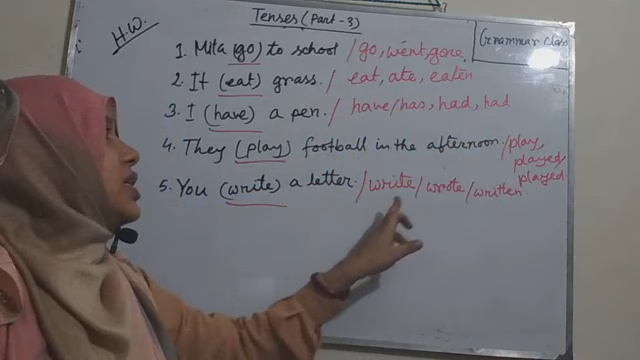 Tenses (Part-3)
H.W.
Grammar Class
1. Mita (go) to school / go, went, gone
2. It (eat) grass. / eat, ate, eaten
3. I (have) a pen. / have/has, had, had
4. They (play) football in the afternoon. / play,
played/
played
5. You (write) a letter. / write / wrote / written.